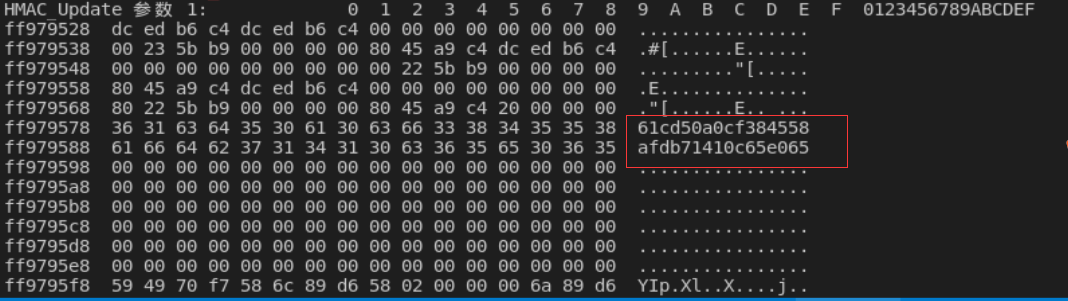 HMAC_Update 参数 1:  0 1 2 3 4 5 6 7 8 9 A B C D E F 0123456789ABCDEF
ff979528 dc ed b6 c4 dc ed b6 c4 00 00 00 00 00 00 00 00 ................
ff979538 00 23 5b b9 00 00 00 00 80 45 a9 c4 dc ed b6 c4 .#[......E......
ff979548 00 00 00 00 00 00 00 00 22 5b b9 00 00 00 00 .........."[.....
ff979558 80 45 a9 c4 dc ed b6 c4 00 00 00 00 00 00 00 .E..............
ff979568 80 22 5b b9 00 00 00 00 80 45 a9 c4 20 00 00 00 ."[......E.. ...
ff979578 36 31 63 64 35 30 61 30 63 66 33 38 34 35 35 38 61cd50a0cf384558
ff979588 61 66 64 62 37 31 34 31 30 63 36 35 65 30 36 35 afdb71410c65e065
ff979598 00 00 00 00 00 00 00 00 00 00 00 00 00 00 00 00 ................
ff9795a8 00 00 00 00 00 00 00 00 00 00 00 00 00 00 00 00 ................
ff9795b8 00 00 00 00 00 00 00 00 00 00 00 00 00 00 00 00 ................
ff9795c8 00 00 00 00 00 00 00 00 00 00 00 00 00 00 00 00 ................
ff9795d8 00 00 00 00 00 00 00 00 00 00 00 00 00 00 00 00 ................
ff9795e8 00 00 00 00 00 00 00 00 00 00 00 00 00 00 00 00 ................
ff9795f8 59 49 70 f7 58 6c 89 d6 58 02 00 00 00 6a 89 d6 YIp.Xl..X....j..